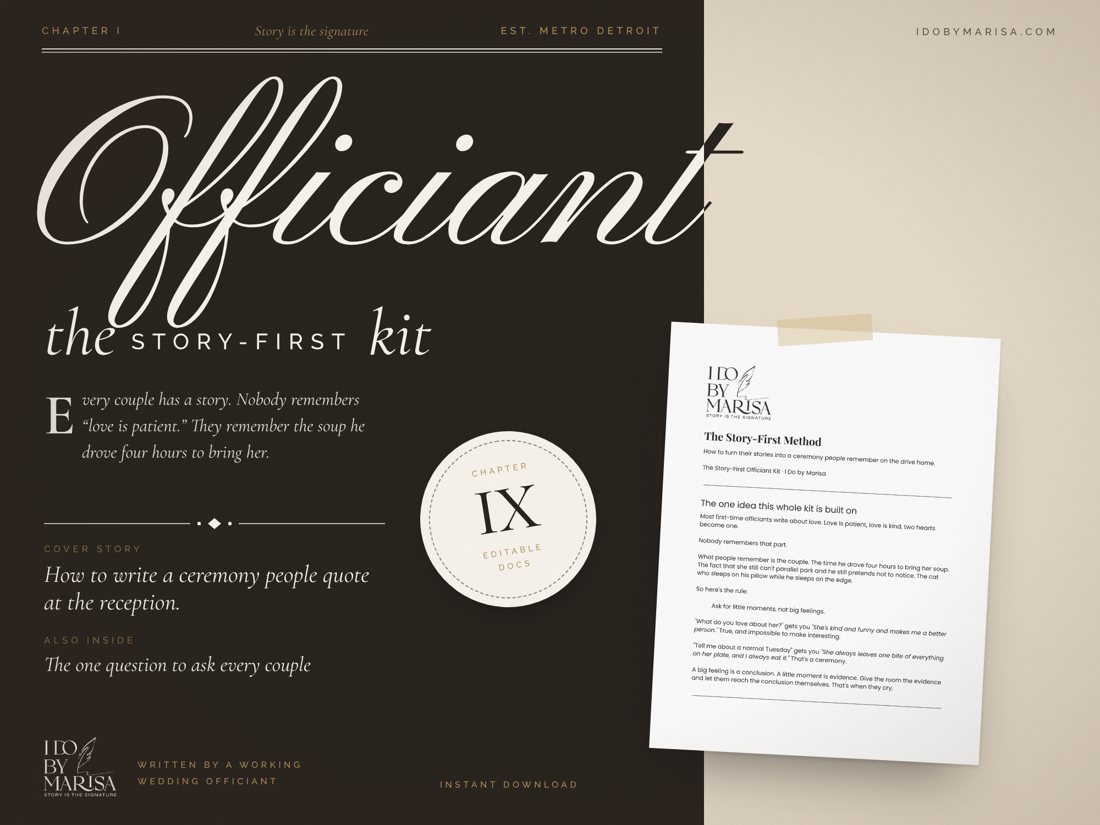 CHAPTER I
Story is the signature
EST. METRO DETROIT
IDOBYMARISA.COM
Officiant
the STORY-FIRST kit
Every couple has a story. Nobody remembers
“love is patient.” They remember the soup he
drove four hours to bring her.
CHAPTER
IX
EDITABLE
DOCS
COVER STORY
How to write a ceremony people quote
at the reception.
ALSO INSIDE
The one question to ask every couple
I DO
BY
MARISA
STORY IS THE SIGNATURE
WRITTEN BY A WORKING
WEDDING OFFICIANT
INSTANT DOWNLOAD
I DO
BY
MARISA
STORY IS THE SIGNATURE
The Story-First Method
How to turn their stories into a ceremony people remember on the drive home.
The Story-First Officiant Kit · I Do by Marisa
The one idea this whole kit is built on
Most first-time officiants write about love. Love is patient, love is kind, two hearts
become one.
Nobody remembers that part.
What people remember is the couple. The time he drove four hours to bring her soup.
The fact that she still can't parallel park and he still pretends not to notice. The cat
who sleeps on his pillow while he sleeps on the edge.
So here's the rule:
Ask for little moments, not big feelings.
"What do you love about her?" gets you "She's kind and funny and makes me a better
person." True, and impossible to make interesting.
"Tell me about a normal Tuesday" gets you "She always leaves one bite of everything
on her plate, and I always eat it." That's a ceremony.
A big feeling is a conclusion. A little moment is evidence. Give the room the evidence
and let them reach the conclusion themselves. That's when they cry.